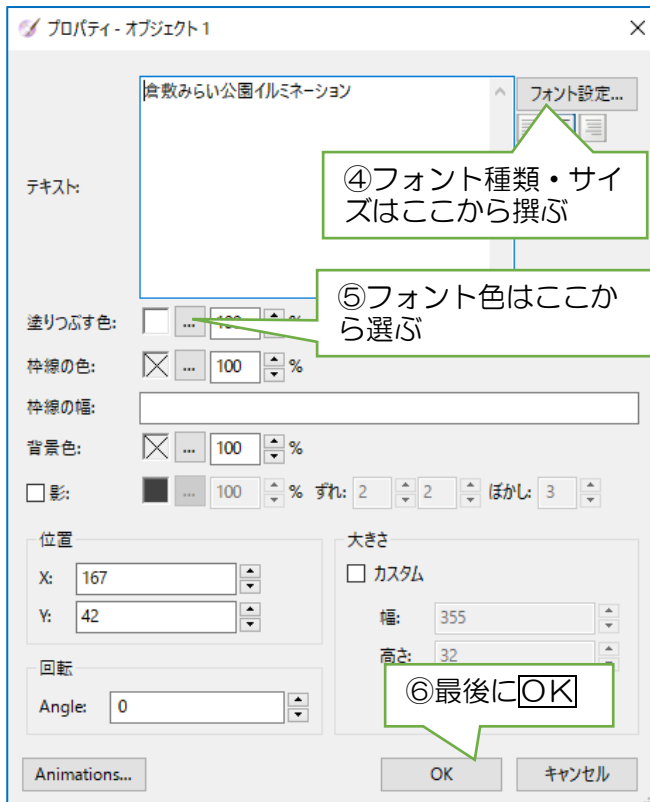 プロパティ - オブジェクト 1
倉敷みらい公園イルミネーション
フォント設定...
テキスト:
④フォント種類・サイ
ズはここから撰ぶ
⑤フォント色はここか
ら選ぶ
塗りつぶす色: ... %
枠線の色: ... 100 %
枠線の幅:
背景色: ... 100 %
影: ... 100 % ずれ: 2 2 ぼかし: 3
位置
X: 167
Y: 42
大きさ
カスタム
幅: 355
高さ: 32
回転
Angle: 0
⑥最後にOK
Animations...
OK
キャンセル